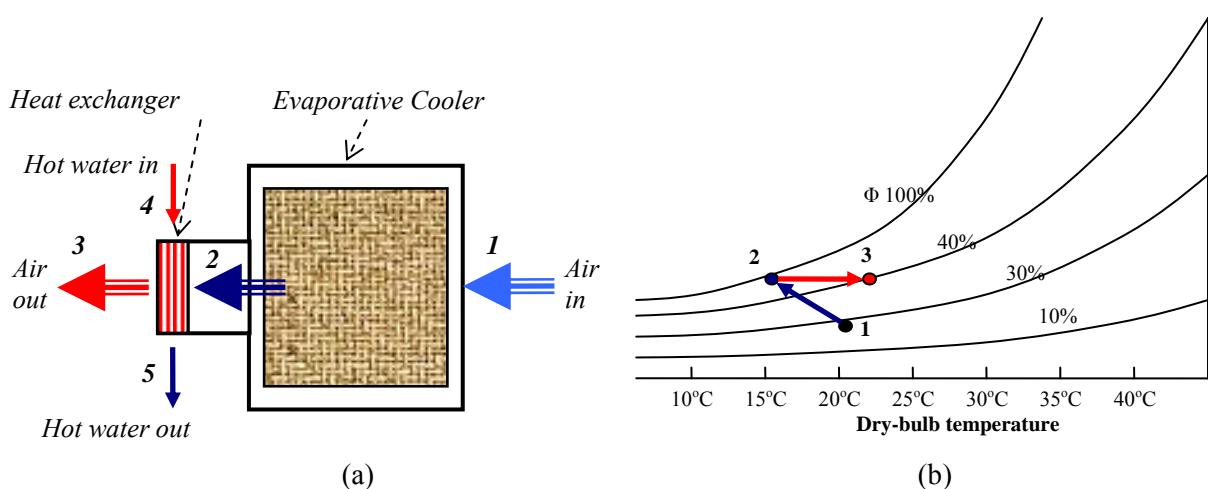 Heat exchanger
Evaporative Cooler
Hot water in
4
3
2
1
Air
out
Air
in
5
Hot water out
(a)
Φ 100%
2
3
40%
30%
1
10%
10ºC
15ºC
20ºC
25ºC
30ºC
35ºC
40ºC
Dry-bulb temperature
(b)